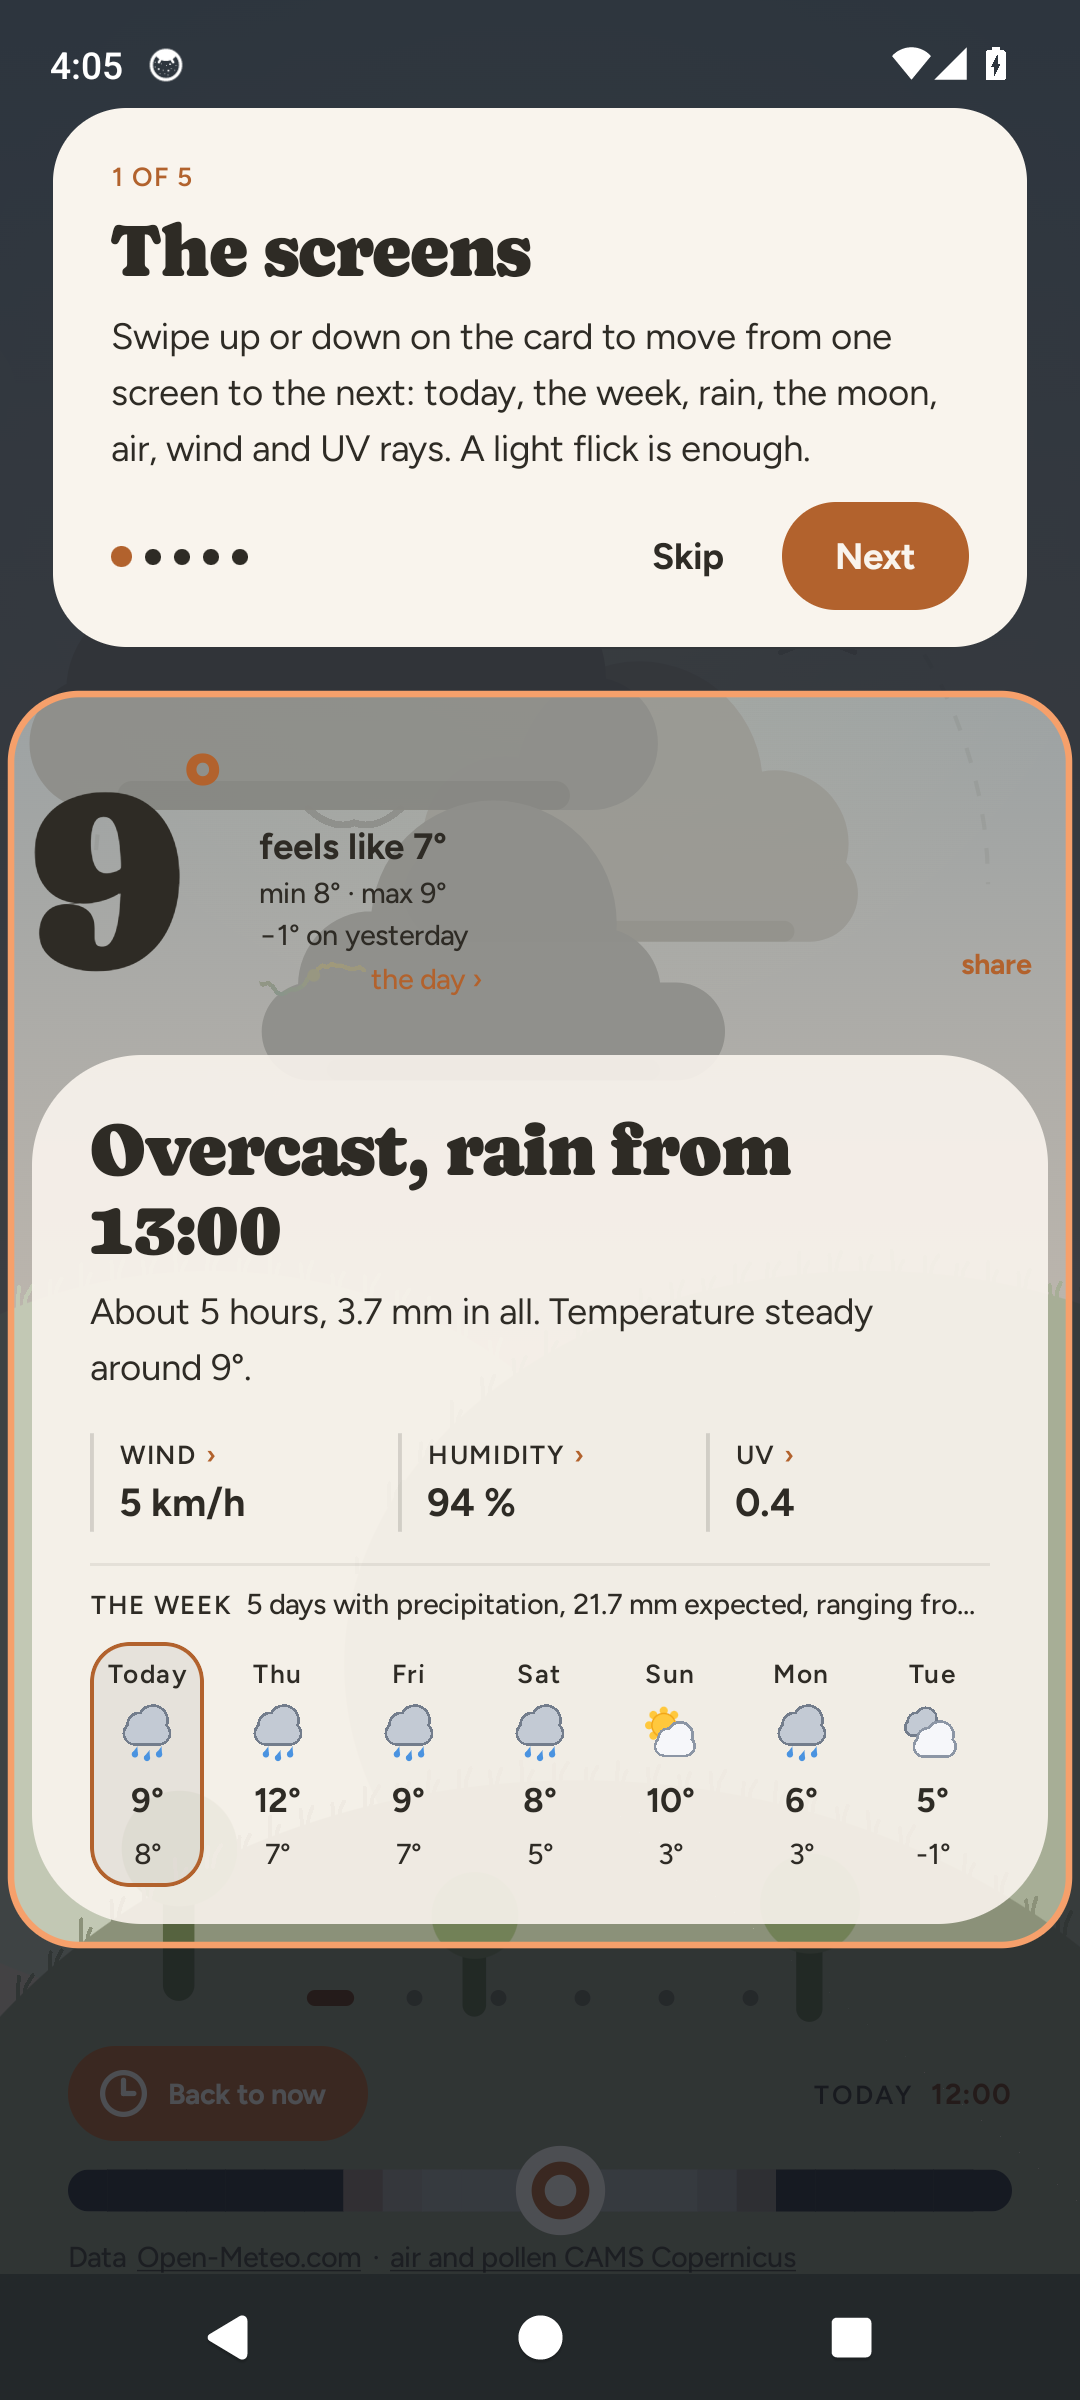 4:05
1 OF 5
The screens
Swipe up or down on the card to move from one
screen to the next: today, the week, rain, the moon,
air, wind and UV rays. A light flick is enough.
Skip
Next
9°
feels like 7°
min 8° · max 9°
−1° on yesterday
the day ›
share
Overcast, rain from
13:00
About 5 hours, 3.7 mm in all. Temperature steady
around 9°.
WIND › HUMIDITY › UV ›
5 km/h 94 % 0.4
THE WEEK 5 days with precipitation, 21.7 mm expected, ranging fro…
Today Thu Fri Sat Sun Mon Tue
9° 12° 9° 8° 10° 6° 5°
8° 7° 7° 5° 3° 3° -1°
Back to now
TODAY 12:00
Data Open-Meteo.com · air and pollen CAMS Copernicus